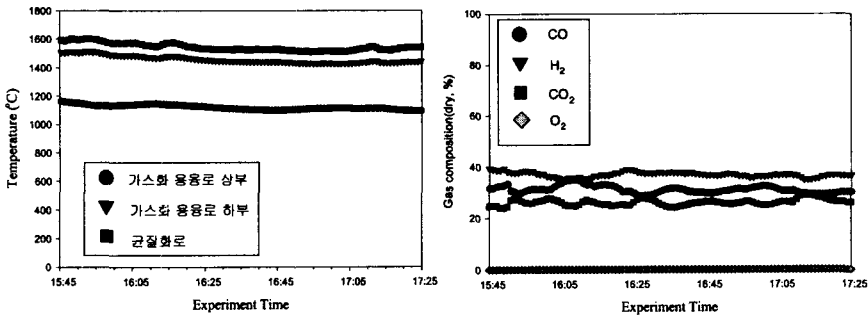 Temperature (°C)
1800
1600
1400
1200
1000
800
600
400
200
0
가스화 용융로 상부
가스화 용융로 하부
균질화로
15:45
16:05
16:25
16:45
17:05
17:25
Experiment Time
Gas composition(dry, %)
100
80
60
40
20
0
CO
H₂
CO₂
O₂
15:45
16:05
16:25
16:45
17:05
17:25
Experiment Time